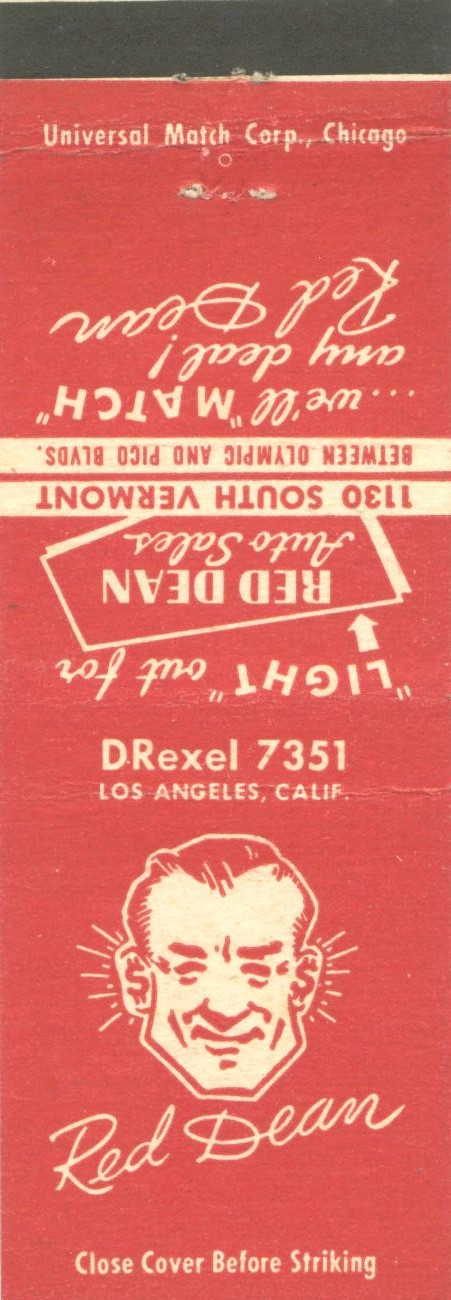 Universal Match Corp., Chicago
"LIGHT" out for
RED DEAN
Auto Sales
1130 SOUTH VERMONT
BETWEEN OLYMPIC AND PICO BLVDS.
...we'll "MATCH"
any deal!
Red Dean
DRexel 7351
LOS ANGELES, CALIF.
Red Dean
Close Cover Before Striking